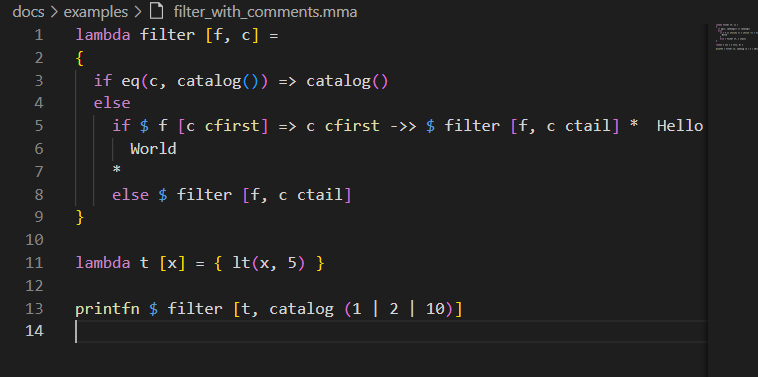 docs > examples > filter_with_comments.mma
1 lambda filter [f, c] =
2 {
3 if eq(c, catalog()) => catalog()
4 else
5 if $ f [c cfirst] => c cfirst ->> $ filter [f, c ctail] * Hello
6 World
7 *
8 else $ filter [f, c ctail]
9 }
10
11 lambda t [x] = { lt(x, 5) }
12
13 printfn $ filter [t, catalog (1 | 2 | 10)]
14